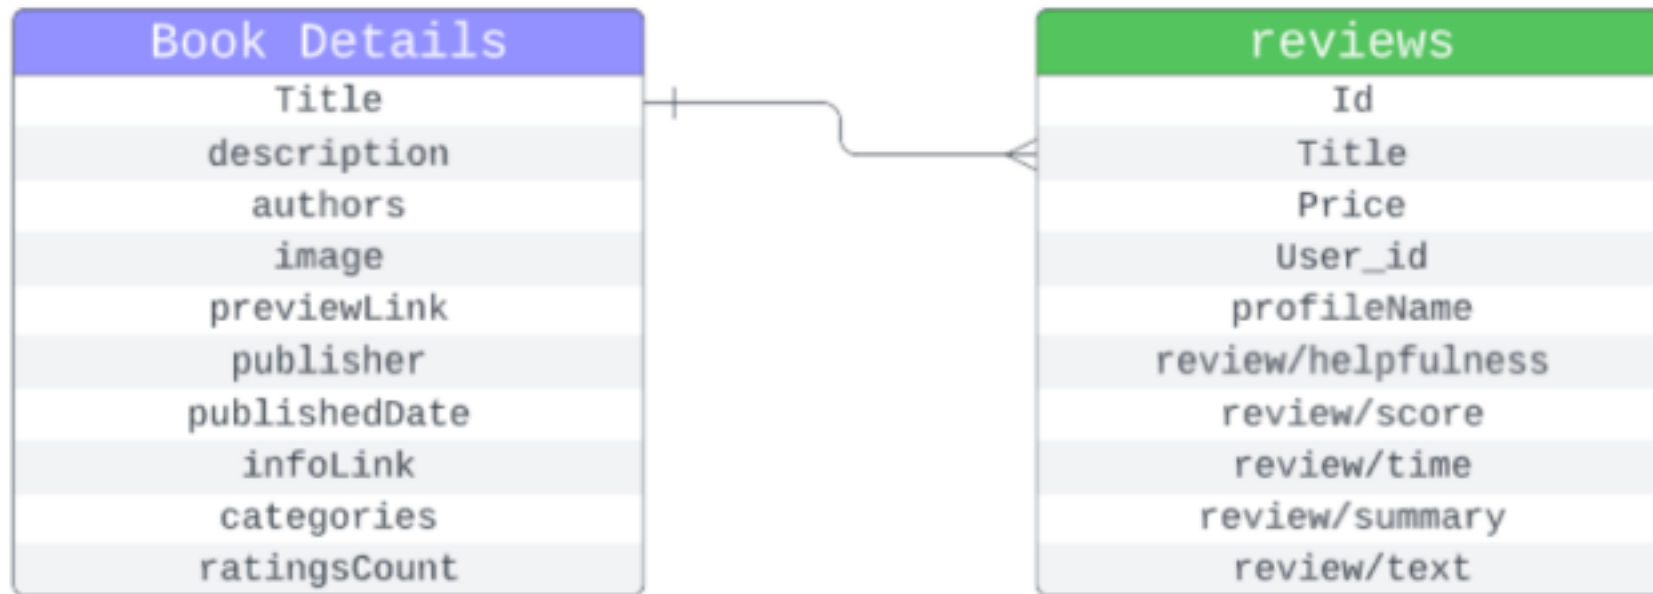 Book Details
Title
description
authors
image
previewLink
publisher
publishedDate
infoLink
categories
ratingsCount
reviews
Id
Title
Price
User_id
profileName
review/helpfulness
review/score
review/time
review/summary
review/text